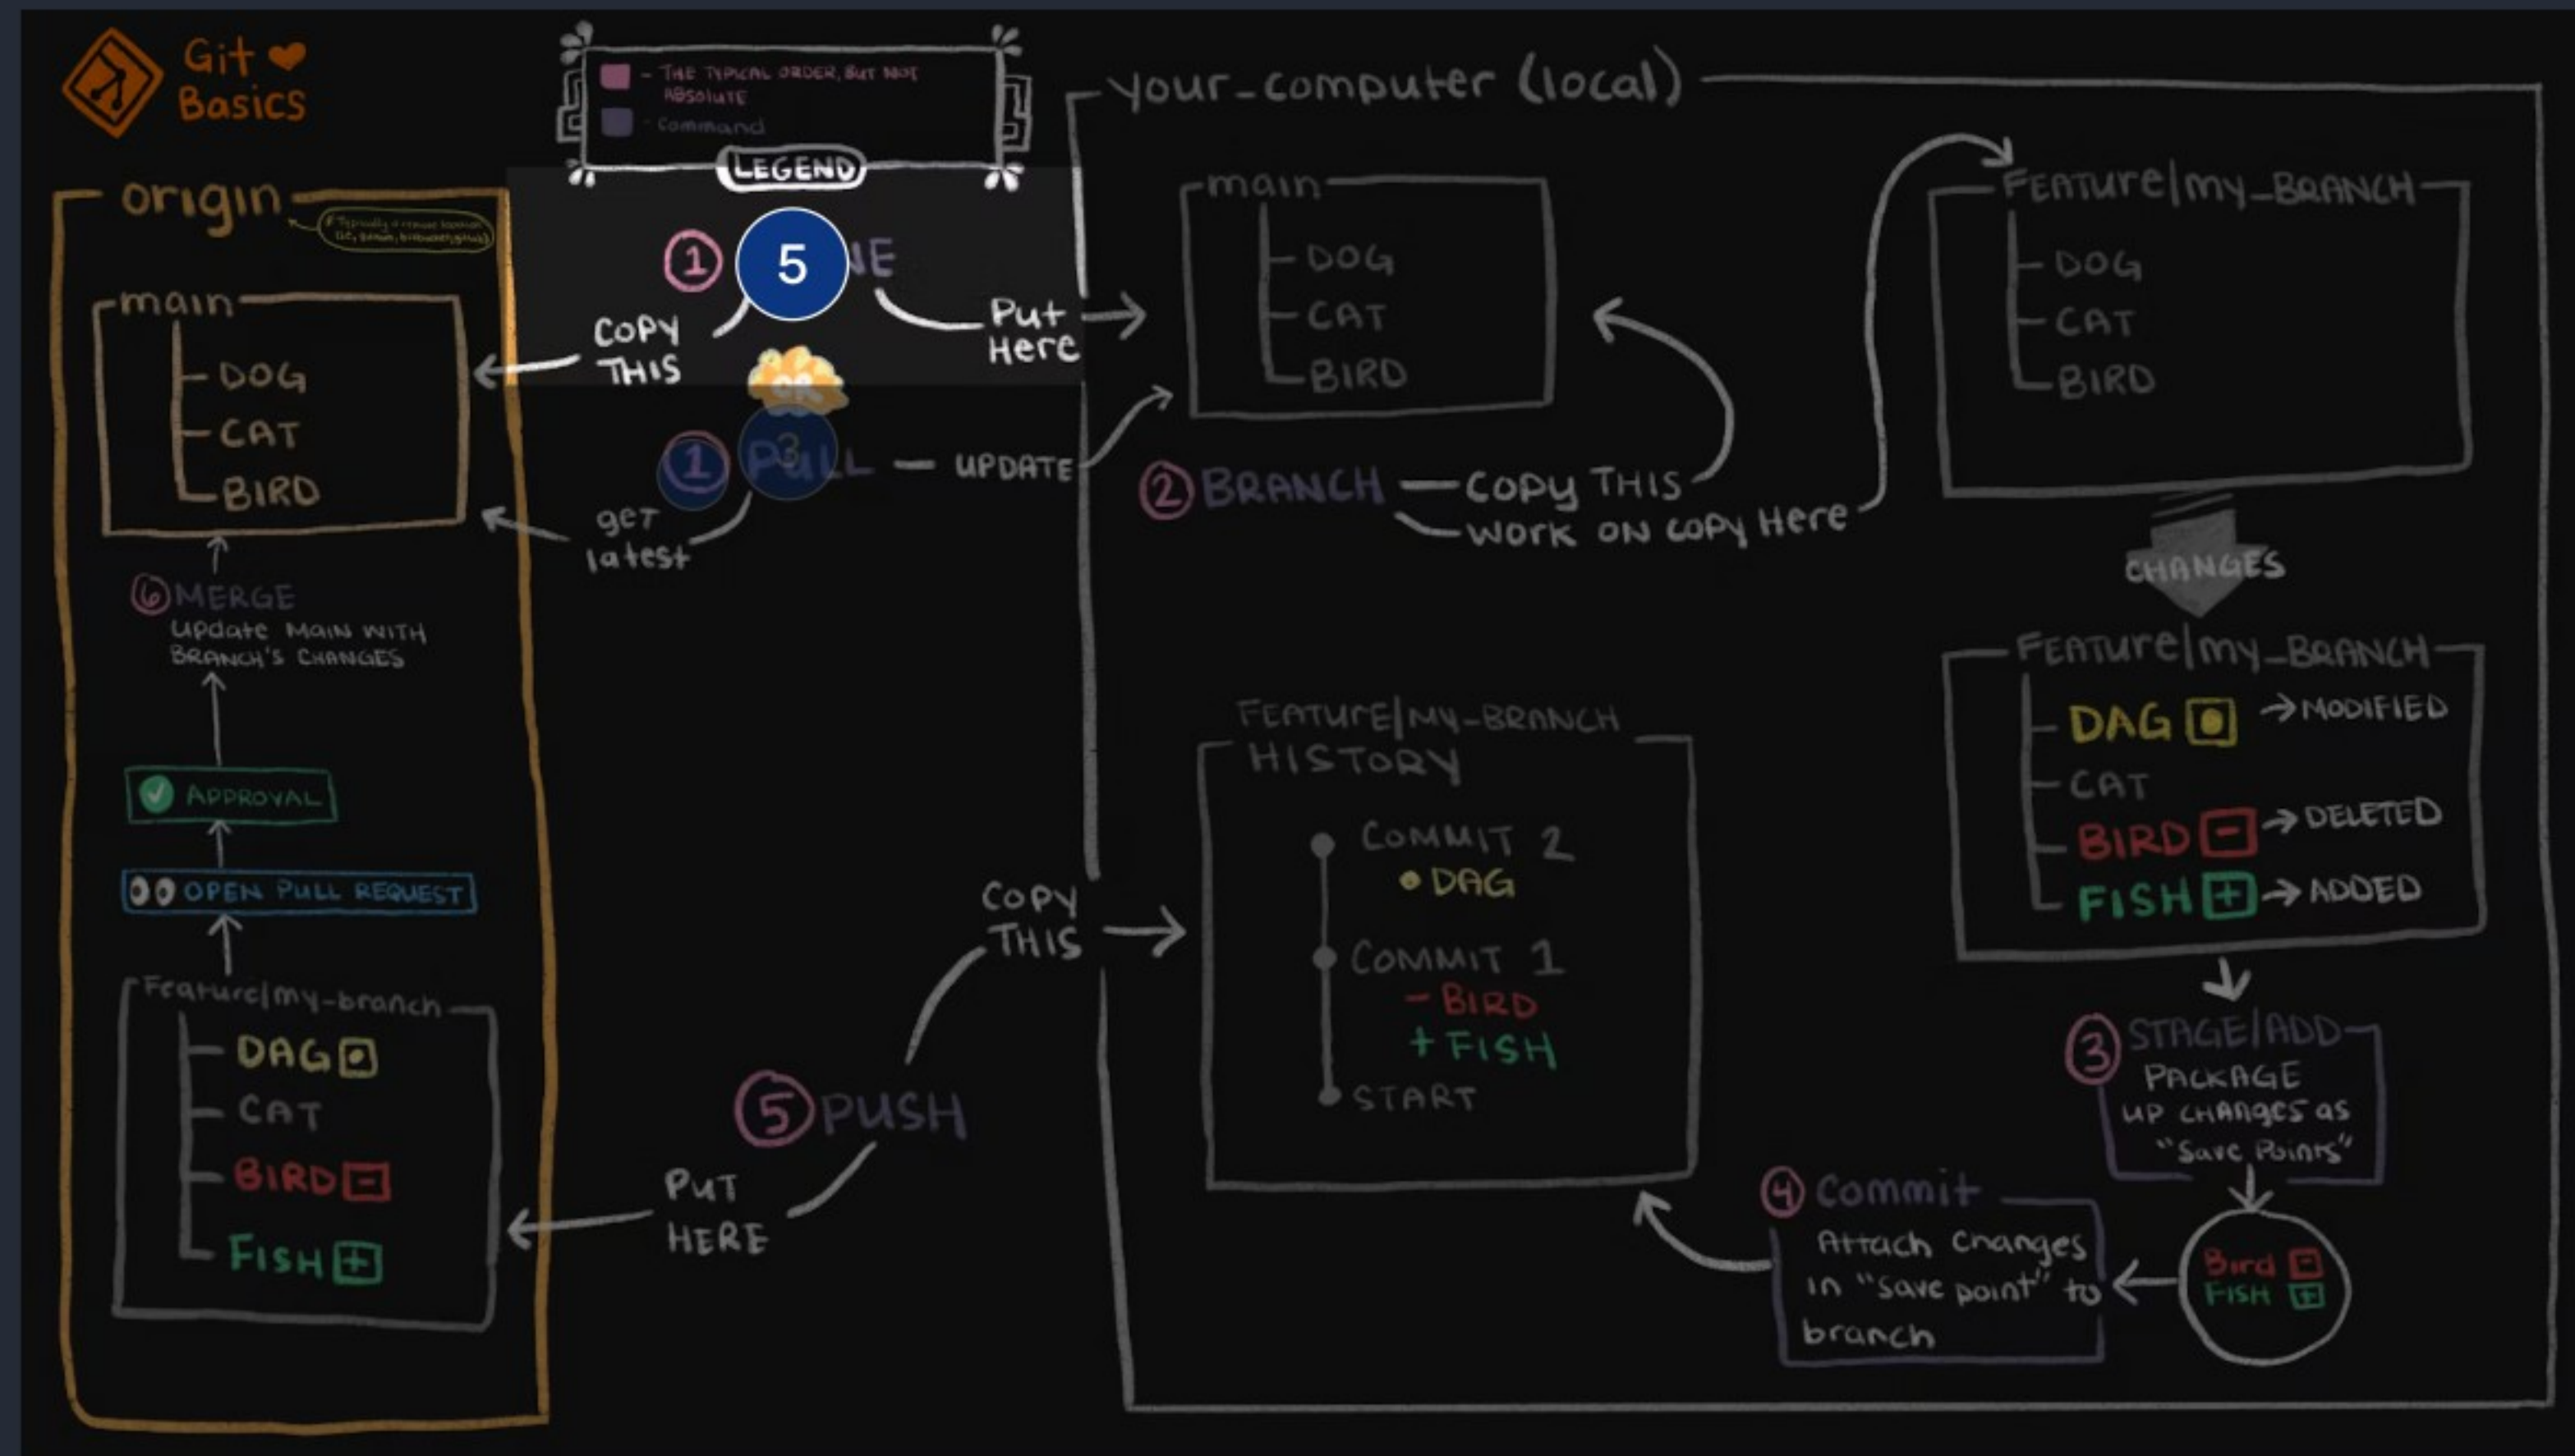 Git
Basics
- THE TYPICAL ORDER, BUT NOT
ABSOLUTE
- Command
LEGEND
origin
main
DOG
CAT
BIRD
1
5
NE
COPY
THIS
Put
Here
OR
1
3
PULL
UPDATE
get
latest
6 MERGE
Update MAIN WITH
BRANCH'S CHANGES
APPROVAL
OPEN PULL REQUEST
Feature/my-branch
DAG
CAT
BIRD -
FISH +
5 PUSH
COPY
THIS
PUT
HERE
your_computer (local)
main
DOG
CAT
BIRD
2 BRANCH
COPY THIS
WORK ON COPY Here
FEATURE/my_BRANCH
DOG
CAT
BIRD
CHANGES
FEATURE/my_BRANCH
DAG → MODIFIED
CAT
BIRD - → DELETED
FISH + → ADDED
3 STAGE/ADD
PACKAGE
UP CHANGES as
"Save Points"
Bird -
FISH +
4 Commit
Attach Changes
in "save point" to
branch
FEATURE/MY-BRANCH
HISTORY
COMMIT 2
• DAG
COMMIT 1
- BIRD
+ FISH
START